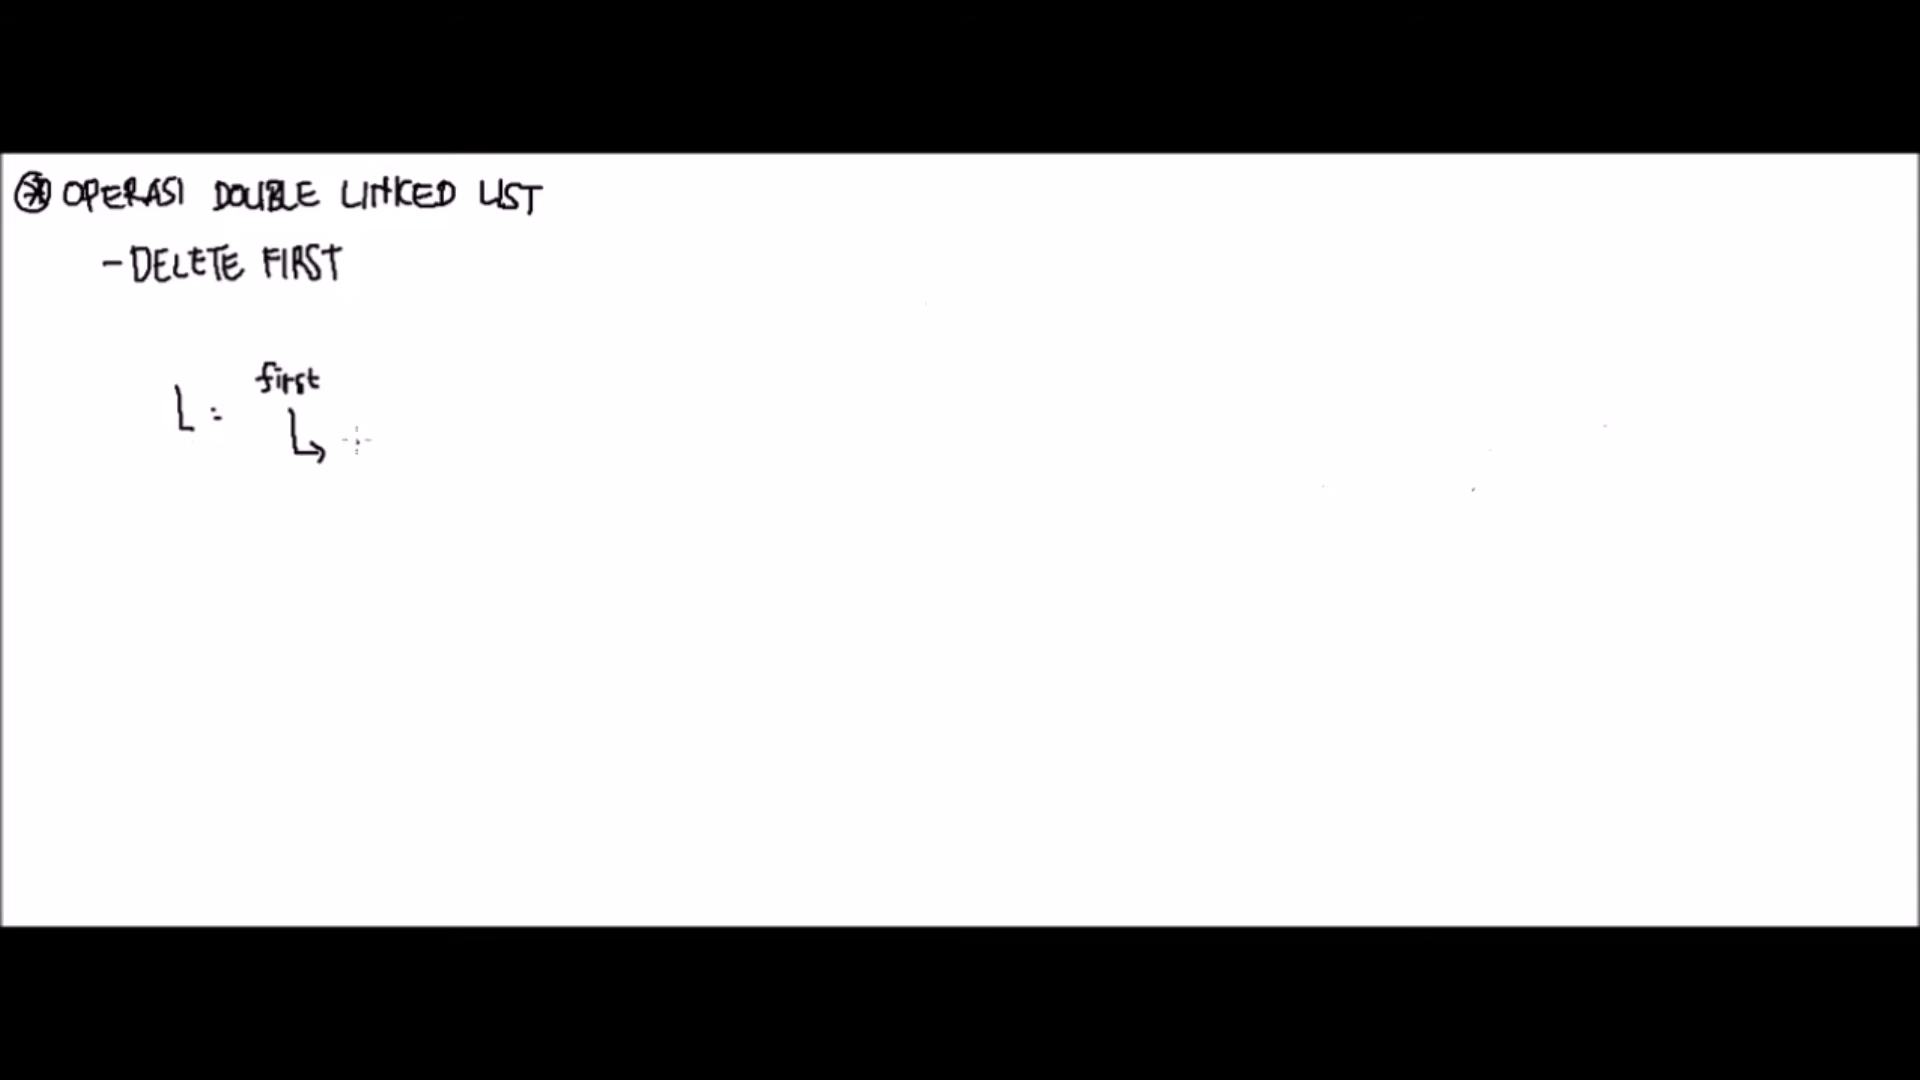 OPERASI DOUBLE LINKED LIST
- DELETE FIRST
first
L =